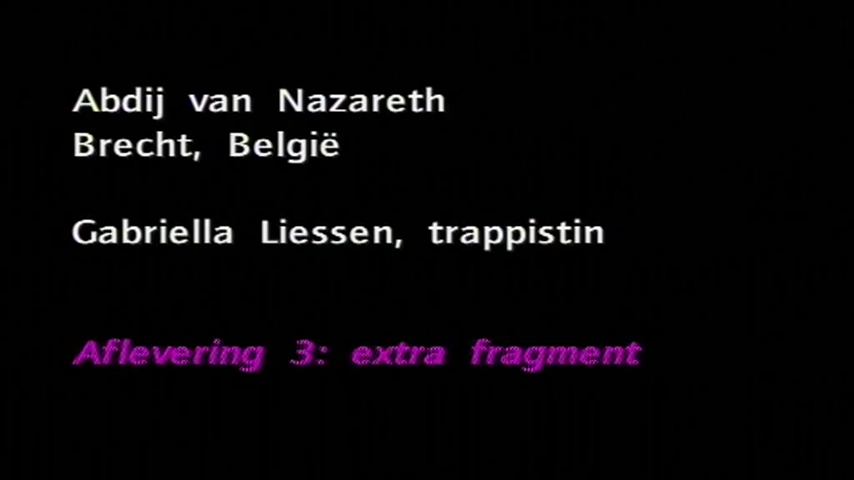 Abdij van Nazareth
Brecht, België
Gabriella Liessen, trappistin
Aflevering 3: extra fragment